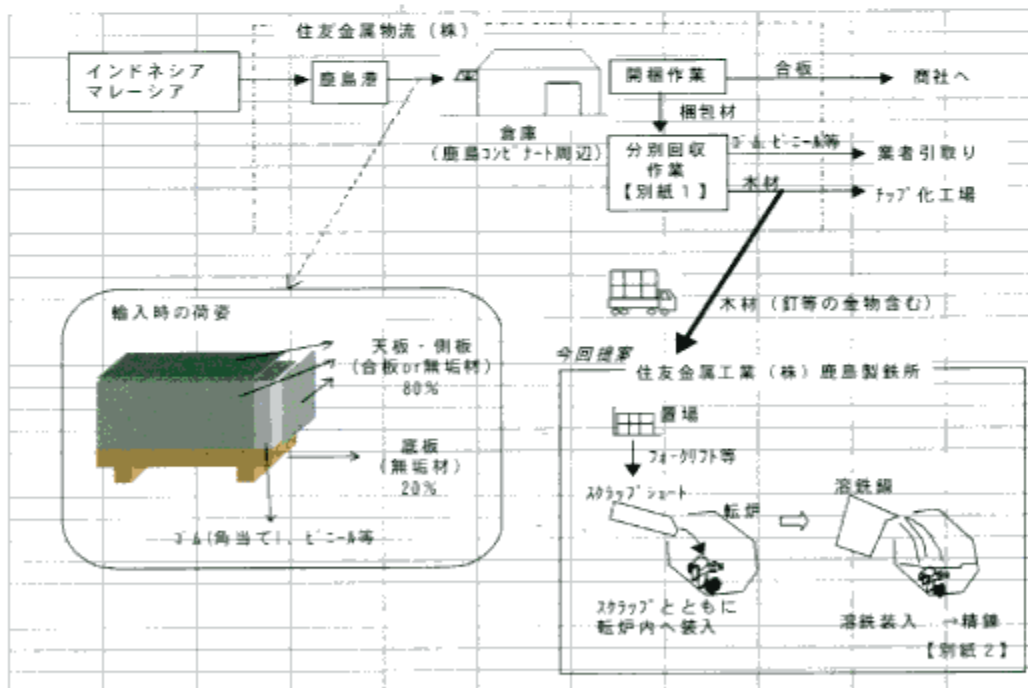 住友金属物流（株）
インドネシア
マレーシア
鹿島港
倉庫
（鹿島ｺﾝﾋﾞﾅｰﾄ周辺）
開梱作業
合板
商社へ
梱包材
分別回収
作業
【別紙１】
ｺﾞﾑ、ﾋﾞﾆｰﾙ等
業者引取り
木材
ﾁｯﾌﾟ化工場
木材（釘等の金物含む）
輸入時の荷姿
天板・側板
（合板or無垢材）
80%
底板
（無垢材）
20%
ｺﾞﾑ(角当て)、ﾋﾞﾆｰﾙ等
今回提案
住友金属工業（株）鹿島製鉄所
置場
ﾌｫｰｸﾘﾌﾄ等
ｽｸﾗｯﾌﾟｼｭｰﾄ
転炉
溶銑鍋
ｽｸﾗｯﾌﾟとともに
転炉内へ装入
溶銑装入　→精錬
【別紙２】